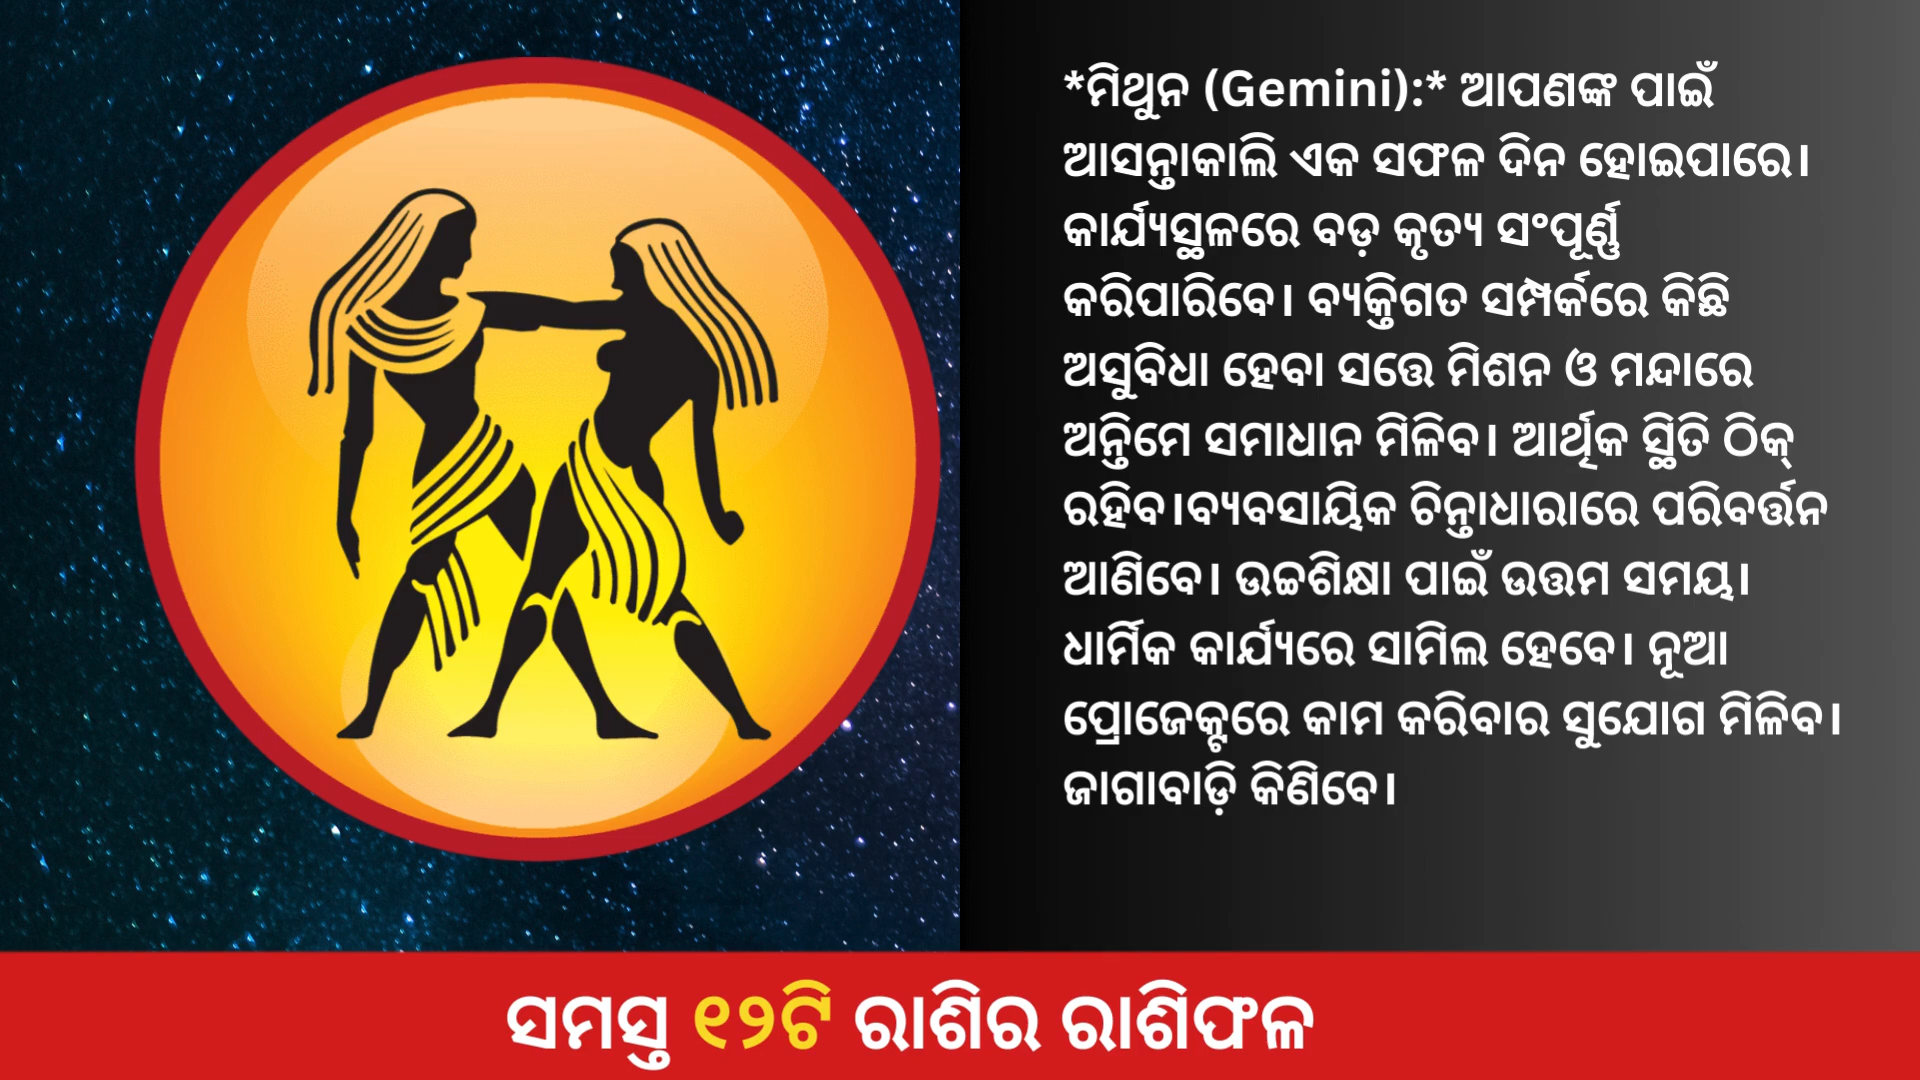 *ମିଥୁନ (Gemini):* ଆପଣଙ୍କ ପାଇଁ
ଆସନ୍ତାକାଲି ଏକ ସଫଳ ଦିନ ହୋଇପାରେ।
କାର୍ଯ୍ୟସ୍ଥଳରେ ବଡ଼ କୃତ୍ୟ ସଂପୂର୍ଣ୍ଣ
କରିପାରିବେ। ବ୍ୟକ୍ତିଗତ ସମ୍ପର୍କରେ କିଛି
ଅସୁବିଧା ହେବା ସତ୍ତେ ମିଶନ ଓ ମନ୍ଦାରେ
ଅନ୍ତିମେ ସମାଧାନ ମିଳିବ। ଆର୍ଥିକ ସ୍ଥିତି ଠିକ୍
ରହିବ।ବ୍ୟବସାୟିକ ଚିନ୍ତାଧାରାରେ ପରିବର୍ତ୍ତନ
ଆଣିବେ। ଉଚ୍ଚଶିକ୍ଷା ପାଇଁ ଉତ୍ତମ ସମୟ।
ଧାର୍ମିକ କାର୍ଯ୍ୟରେ ସାମିଲ ହେବେ। ନୂଆ
ପ୍ରୋଜେକ୍ଟରେ କାମ କରିବାର ସୁଯୋଗ ମିଳିବ।
ଜାଗାବାଡ଼ି କିଣିବେ।
ସମସ୍ତ ୧୨ଟି ରାଶିର ରାଶିଫଳ